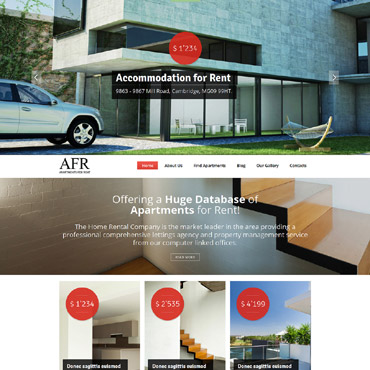 $ 1'234
Accommodation for Rent
9863 - 9867 Mill Road, Cambridge, MG09 99HT.
AFR
APARTMENTS FOR RENT
Home About Us Find Apartments Blog Our Gallery Contacts
Offering a Huge Database of
Apartments for Rent!
The Home Rental Company is the market leader in the area providing a
professional comprehensive lettings agency and property management service
from our computer linked offices.
READ MORE
$ 1'234 $ 2'535 $ 4'199
Donec sagittis euismod Donec sagittis euismod Donec sagittis euismod